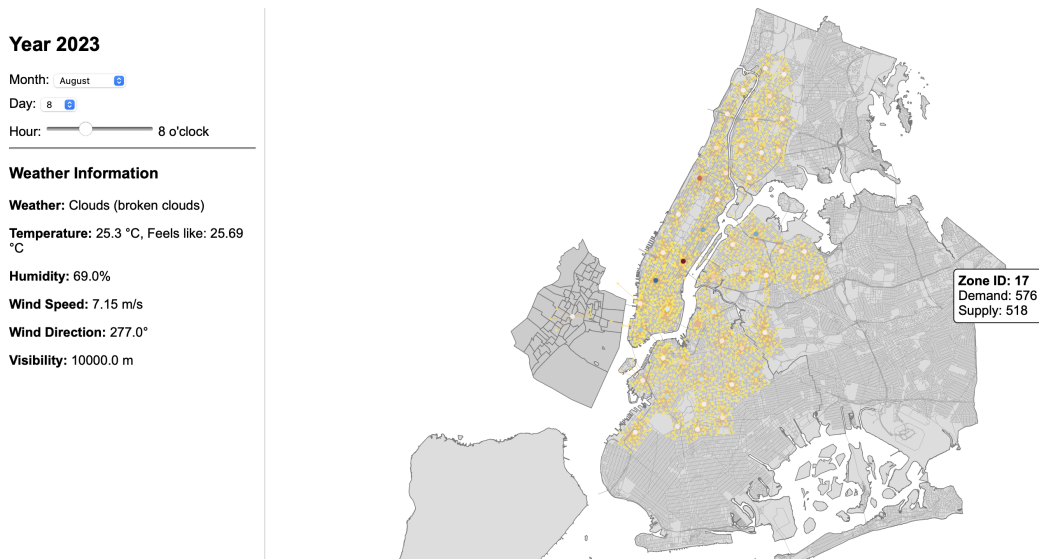 Year 2023
Month: August
Day: 8
Hour: 8 o'clock
Weather Information
Weather: Clouds (broken clouds)
Temperature: 25.3 °C, Feels like: 25.69
°C
Humidity: 69.0%
Wind Speed: 7.15 m/s
Wind Direction: 277.0°
Visibility: 10000.0 m
Zone ID: 17
Demand: 576
Supply: 518